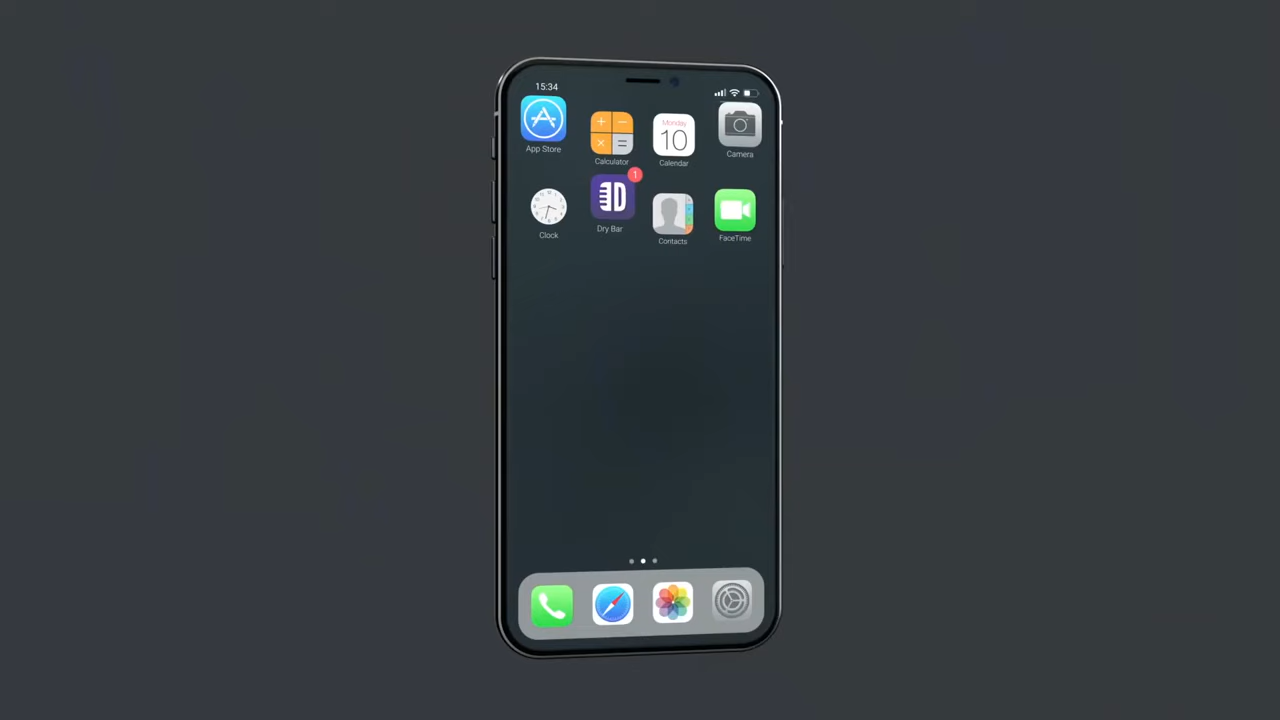 15:34
App Store
Calculator
Monday
10
Calendar
Camera
Clock
1
Dry Bar
Contacts
FaceTime